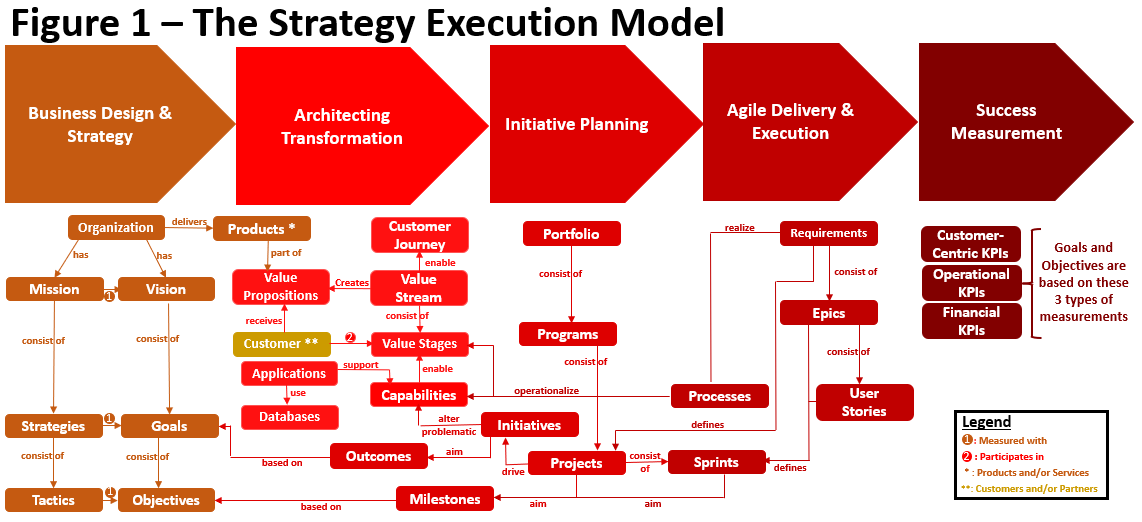 Figure 1 – The Strategy Execution Model
Business Design &
Strategy
Architecting
Transformation
Initiative Planning
Agile Delivery &
Execution
Success
Measurement
Organization
delivers
Products *
has
has
part of
Mission
1
Vision
Value
Propositions
consist of
consist of
receives
Creates
Customer
Journey
enable
Value
Stream
consist of
Customer **
2
Value Stages
Applications
support
enable
use
Databases
Capabilities
operationalize
Strategies
1
Goals
alter
problematic
Initiatives
consist of
consist of
based on
Outcomes
aim
Tactics
1
Objectives
based on
Milestones
aim
aim
Portfolio
consist of
Programs
consist of
drive
Projects
consist
of
Sprints
defines
defines
realize
Requirements
consist of
Epics
consist of
Processes
User
Stories
Customer-
Centric KPIs
Operational
KPIs
Financial
KPIs
Goals and
Objectives are
based on these
3 types of
measurements
Legend
1 : Measured with
2 : Participates in
* : Products and/or Services
**: Customers and/or Partners